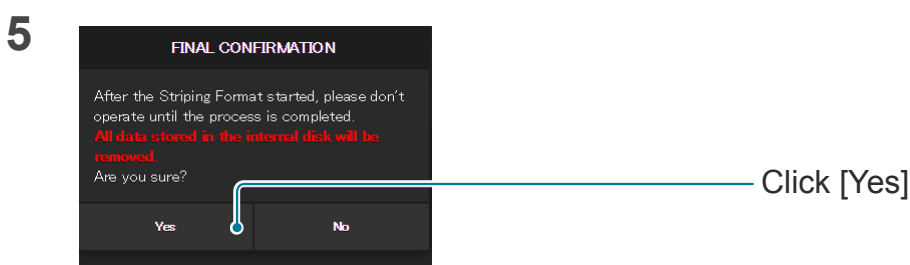 5
FINAL CONFIRMATION
After the Striping Format started, please don't
operate until the process is completed.
All data stored in the internal disk will be
removed.
Are you sure?
Yes No
Click [Yes]